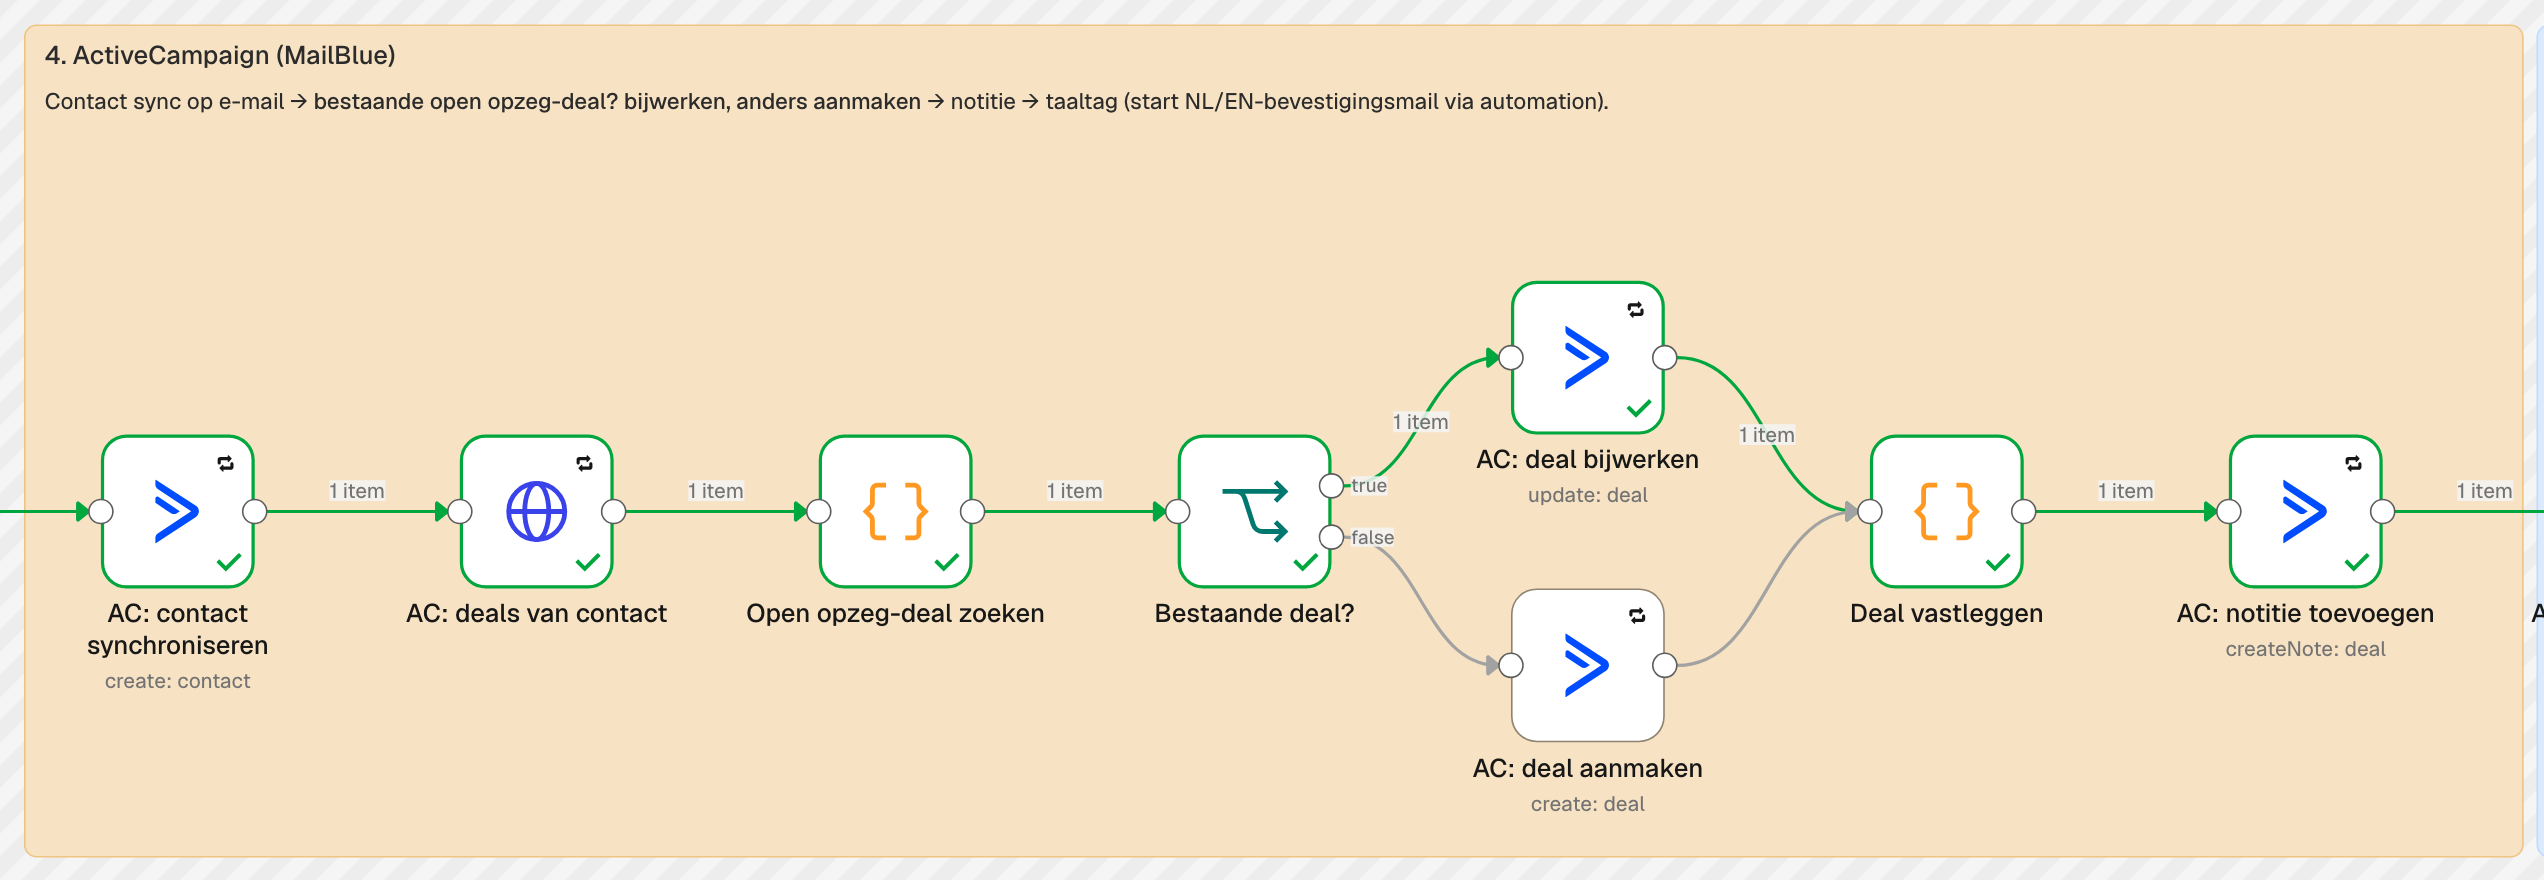 4. ActiveCampaign (MailBlue)
Contact sync op e-mail → bestaande open opzeg-deal? bijwerken, anders aanmaken → notitie → taaltag (start NL/EN-bevestigingsmail via automation).
1 item
1 item
1 item
true
false
1 item
1 item
1 item
1 item
AC: contact
synchroniseren
create: contact
AC: deals van contact
Open opzeg-deal zoeken
Bestaande deal?
AC: deal bijwerken
update: deal
AC: deal aanmaken
create: deal
Deal vastleggen
AC: notitie toevoegen
createNote: deal